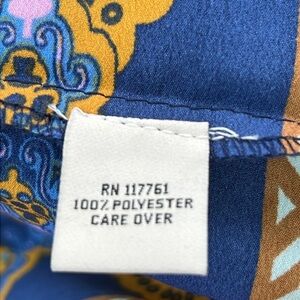 RN 117761
100% POLYESTER
CARE OVER